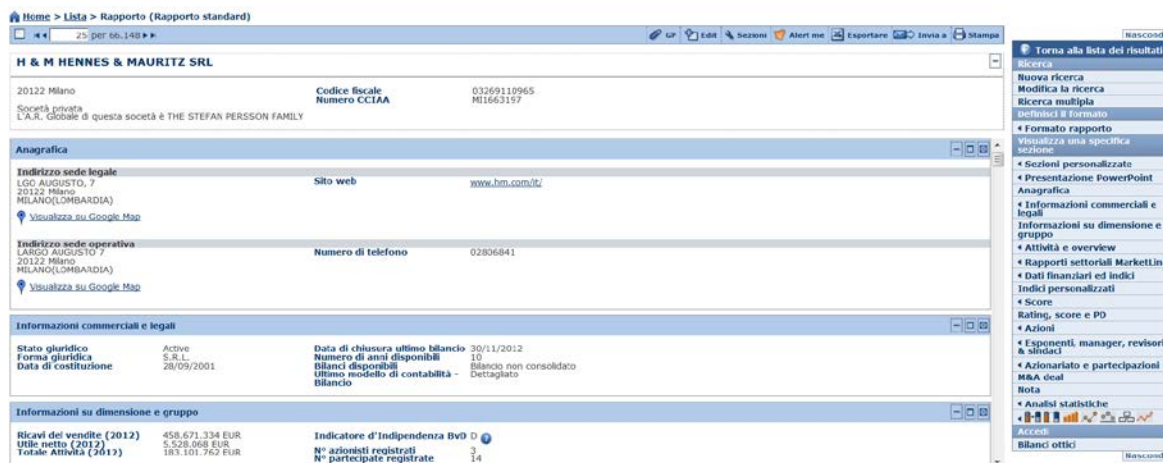 Home > Lista > Rapporto (Rapporto standard)
25 per 66.148
GP Edit Sezioni Alert me Esportare Invia a Stampa
Nascond
H & M HENNES & MAURITZ SRL
20122 Milano
Codice fiscale 03269110965
Numero CCIAA MI1663197
Società privata
L'A.R. Globale di questa società è THE STEFAN PERSSON FAMILY
Anagrafica
Indirizzo sede legale
LGO AUGUSTO, 7
20122 Milano
MILANO(LOMBARDIA)
Sito web www.hm.com/it/
Visualizza su Google Map
Indirizzo sede operativa
LARGO AUGUSTO 7
20122 Milano
MILANO(LOMBARDIA)
Numero di telefono 02806841
Visualizza su Google Map
Informazioni commerciali e legali
Stato giuridico Active
Forma giuridica S.R.L.
Data di costituzione 28/09/2001
Data di chiusura ultimo bilancio 30/11/2012
Numero di anni disponibili 10
Bilanci disponibili Bilancio non consolidato
Ultimo modello di contabilità - Dettagliato
Bilancio
Informazioni su dimensione e gruppo
Ricavi del vendite (2012) 458.671.334 EUR
Utile netto (2012) 5.528.068 EUR
Totale Attività (2012) 183.101.762 EUR
Indicatore d'Indipendenza BvD D
N° azionisti registrati 3
N° partecipate registrate 14
Torna alla lista dei risultati
Ricerca
Nuova ricerca
Modifica la ricerca
Ricerca multipla
Definisci il formato
Formato rapporto
Visualizza una specifica
sezione
Sezioni personalizzate
Presentazione PowerPoint
Anagrafica
Informazioni commerciali e
legali
Informazioni su dimensione e
gruppo
Attività e overview
Rapporti settoriali MarketLin
Dati finanziari ed indici
Indici personalizzati
Score
Rating, score e PD
Azioni
Esponenti, manager, revisori
& sindaci
Azionariato e partecipazioni
M&A deal
Nota
Analisi statistiche
Accedi
Bilanci ottici
Nascond